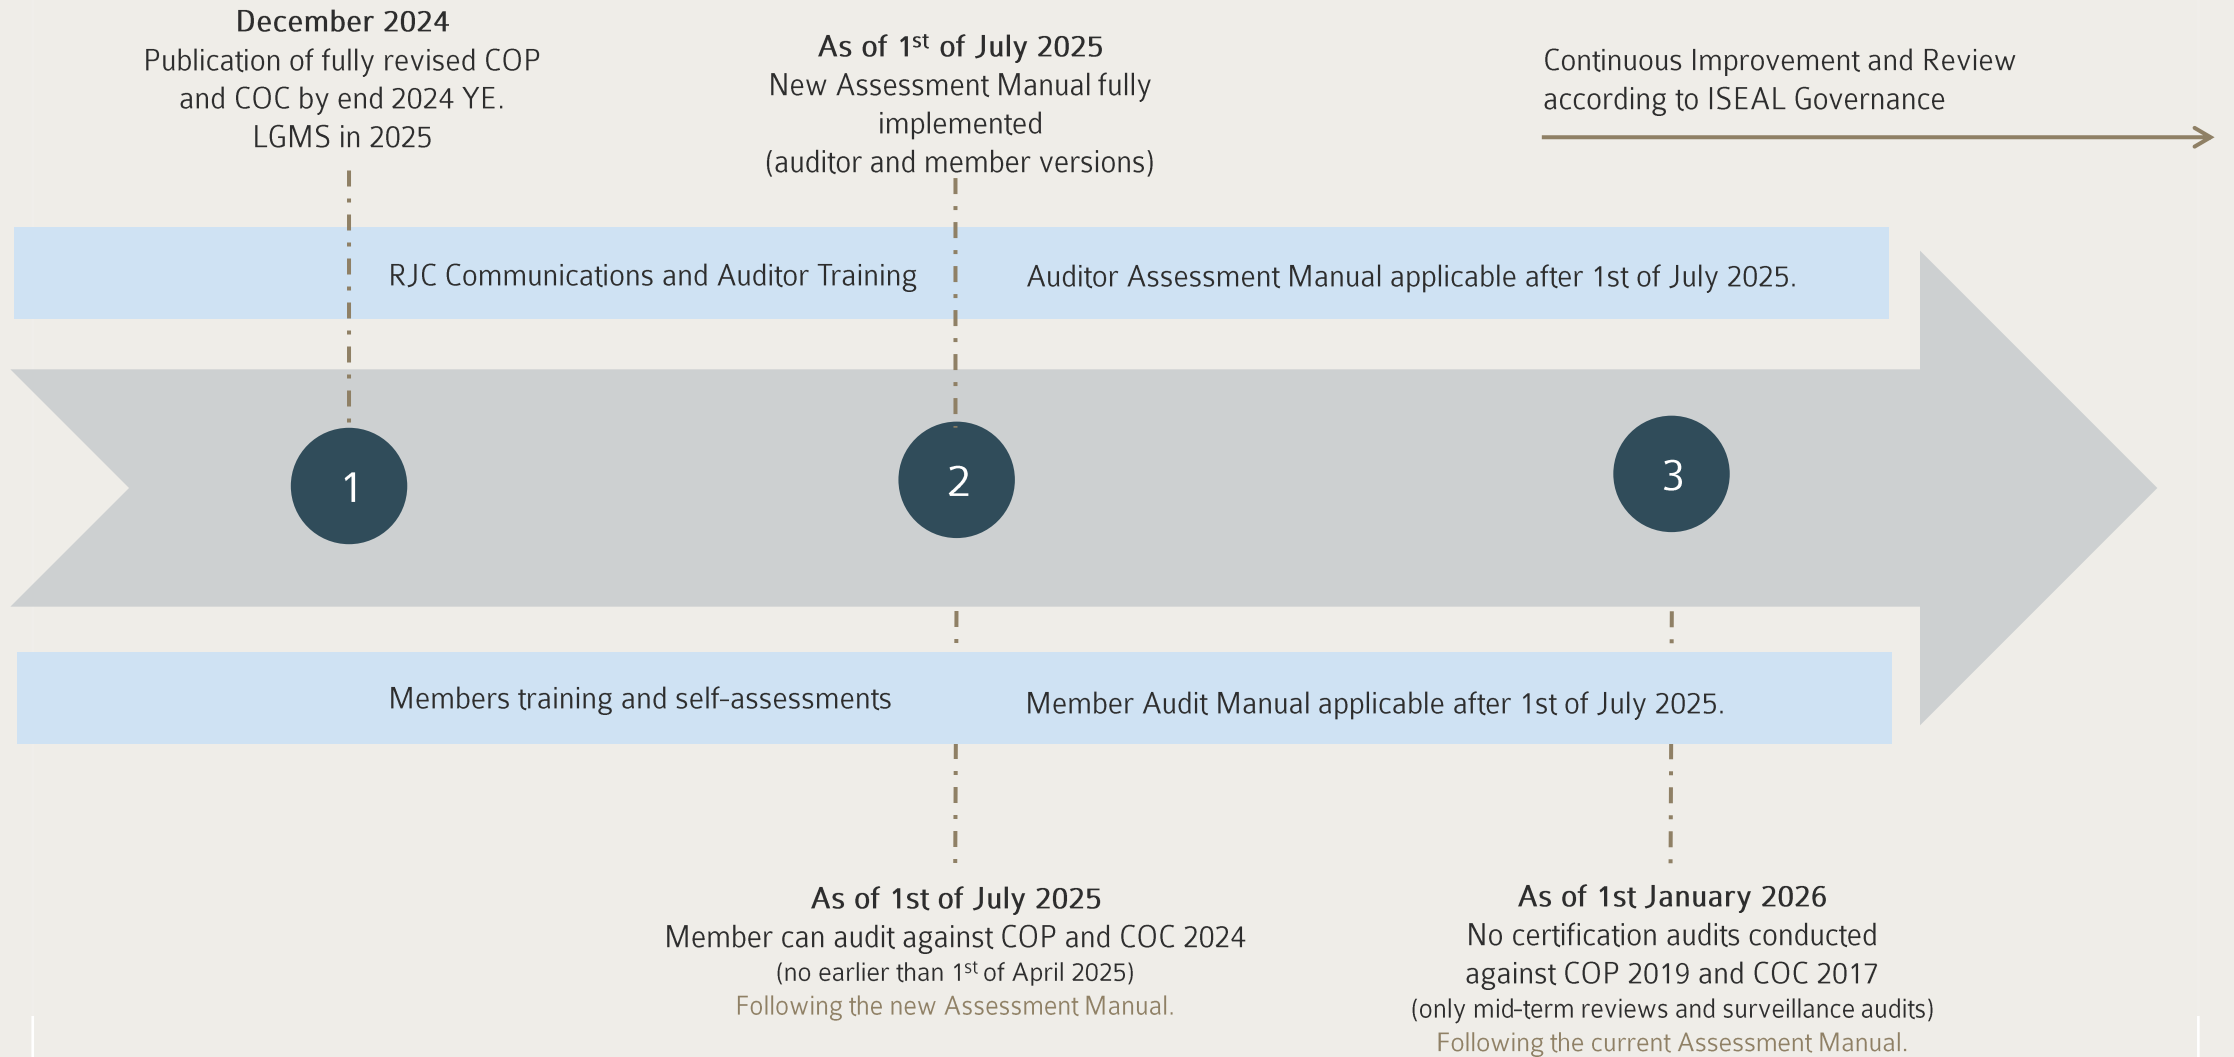 December 2024
Publication of fully revised COP
and COC by end 2024 YE.
LGMS in 2025
As of 1st of July 2025
New Assessment Manual fully
implemented
(auditor and member versions)
Continuous Improvement and Review
according to ISEAL Governance
RJC Communications and Auditor Training
Auditor Assessment Manual applicable after 1st of July 2025.
1
2
3
Members training and self-assessments
Member Audit Manual applicable after 1st of July 2025.
As of 1st of July 2025
Member can audit against COP and COC 2024
(no earlier than 1st of April 2025)
Following the new Assessment Manual.
As of 1st January 2026
No certification audits conducted
against COP 2019 and COC 2017
(only mid-term reviews and surveillance audits)
Following the current Assessment Manual.